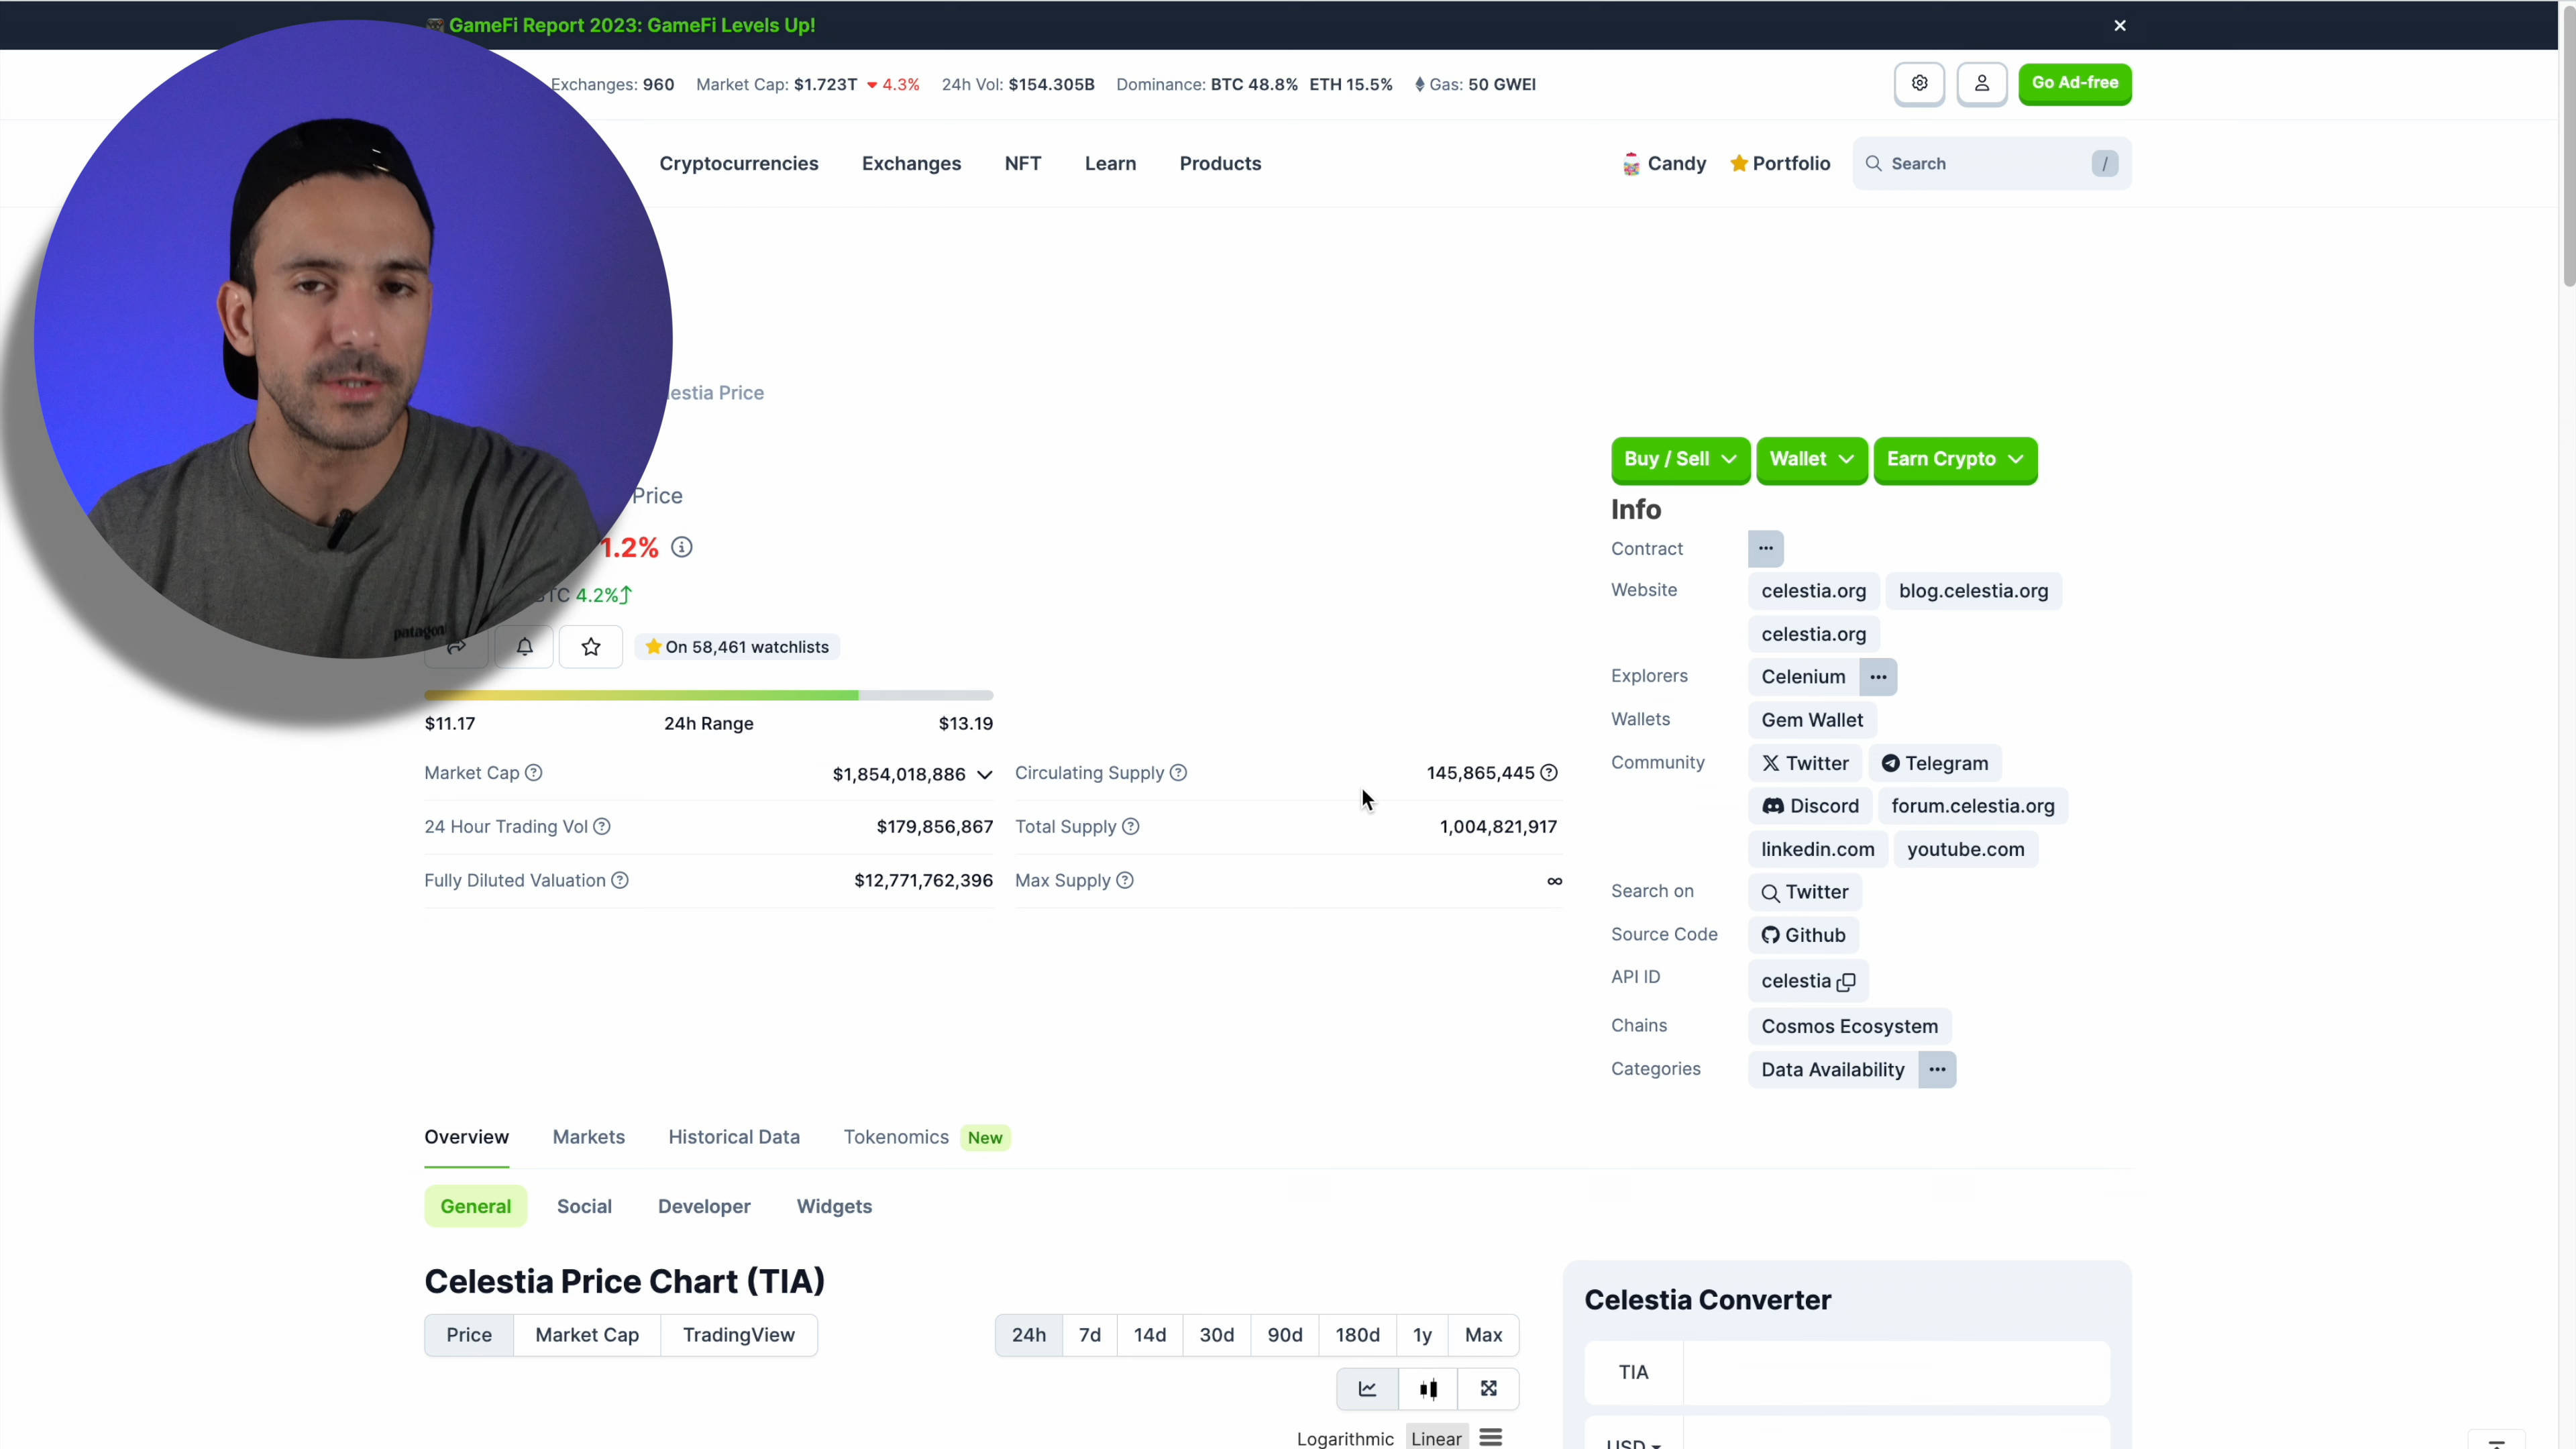 GameFi Report 2023: GameFi Levels Up!
Exchanges: 960 Market Cap: $1.723T 4.3% 24h Vol: $154.305B Dominance: BTC 48.8% ETH 15.5% Gas: 50 GWEI
Go Ad-free
Cryptocurrencies Exchanges NFT Learn Products
Candy Portfolio Search /
lestia Price
Price
1.2%
BTC 4.2%
patagoni
On 58,461 watchlists
$11.17 24h Range $13.19
Market Cap $1,854,018,886
24 Hour Trading Vol $179,856,867
Fully Diluted Valuation $12,771,762,396
Circulating Supply 145,865,445
Total Supply 1,004,821,917
Max Supply ∞
Buy / Sell Wallet Earn Crypto
Info
Contract ...
Website celestia.org blog.celestia.org
celestia.org
Explorers Celenium ...
Wallets Gem Wallet
Community Twitter Telegram
Discord forum.celestia.org
linkedin.com youtube.com
Search on Twitter
Source Code Github
API ID celestia
Chains Cosmos Ecosystem
Categories Data Availability ...
Overview Markets Historical Data Tokenomics New
General Social Developer Widgets
Celestia Price Chart (TIA)
Price Market Cap TradingView
24h 7d 14d 30d 90d 180d 1y Max
Logarithmic Linear
Celestia Converter
TIA
USD